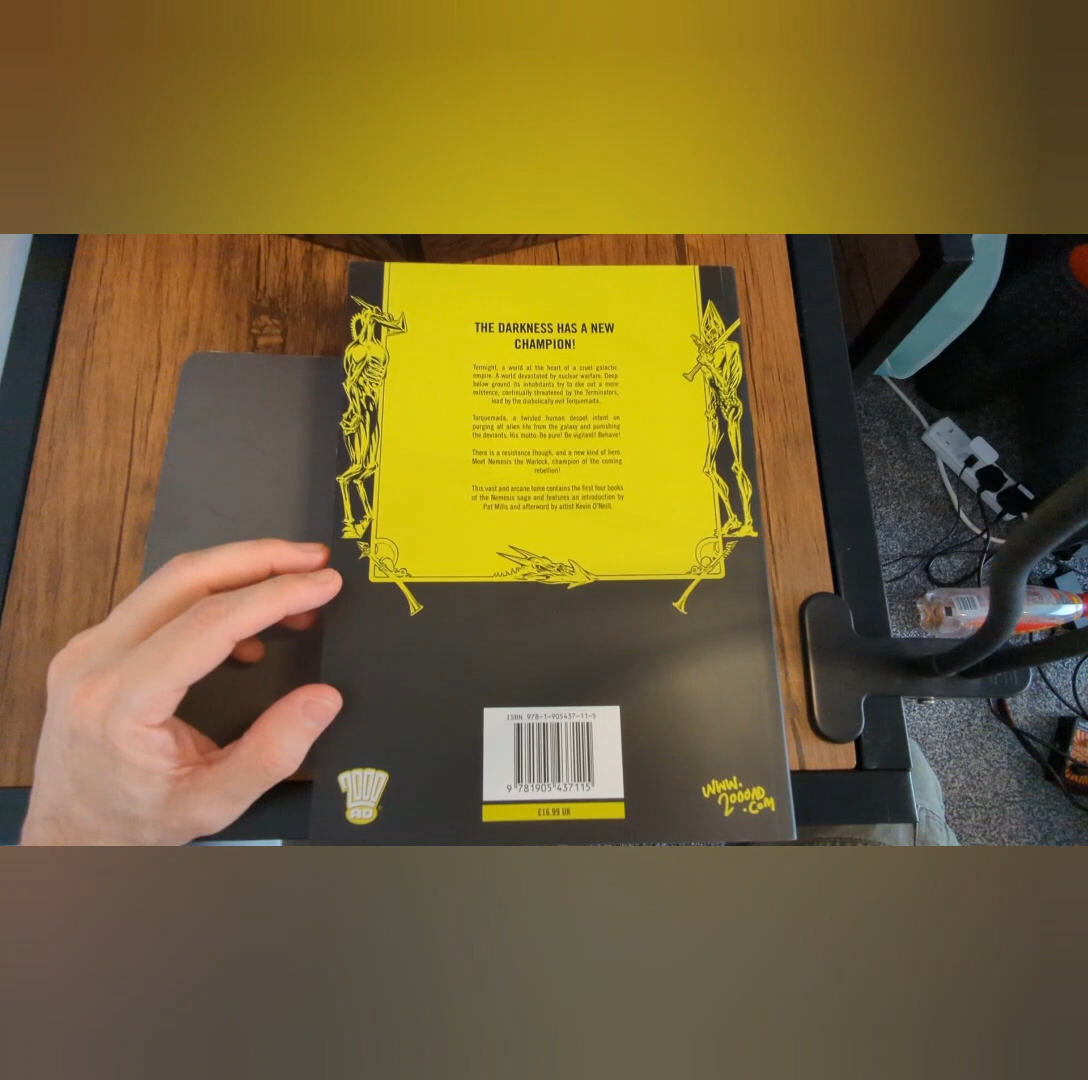 THE DARKNESS HAS A NEW
CHAMPION!
Termight, a world at the heart of a cruel galactic
empire. A world devastated by nuclear warfare. Deep
below ground its inhabitants try to eke out a mere
existence, continually threatened by the Terminators,
lead by the diabolically evil Torquemada.
Torquemada, a twisted human despot intent on
purging all alien life from the galaxy and punishing
the deviants. His motto: Be pure! Be vigilant! Behave!
There is a resistance though, and a new kind of hero.
Meet Nemesis the Warlock, champion of the coming
rebellion!
This vast and arcane tome contains the first four books
of the Nemesis saga and features an introduction by
Pat Mills and afterword by artist Kevin O'Neill.
ISBN 978-1-905437-11-5
9 781905 437115
£16.99 UK
2000
AD
WWW.
2000AD
.COM